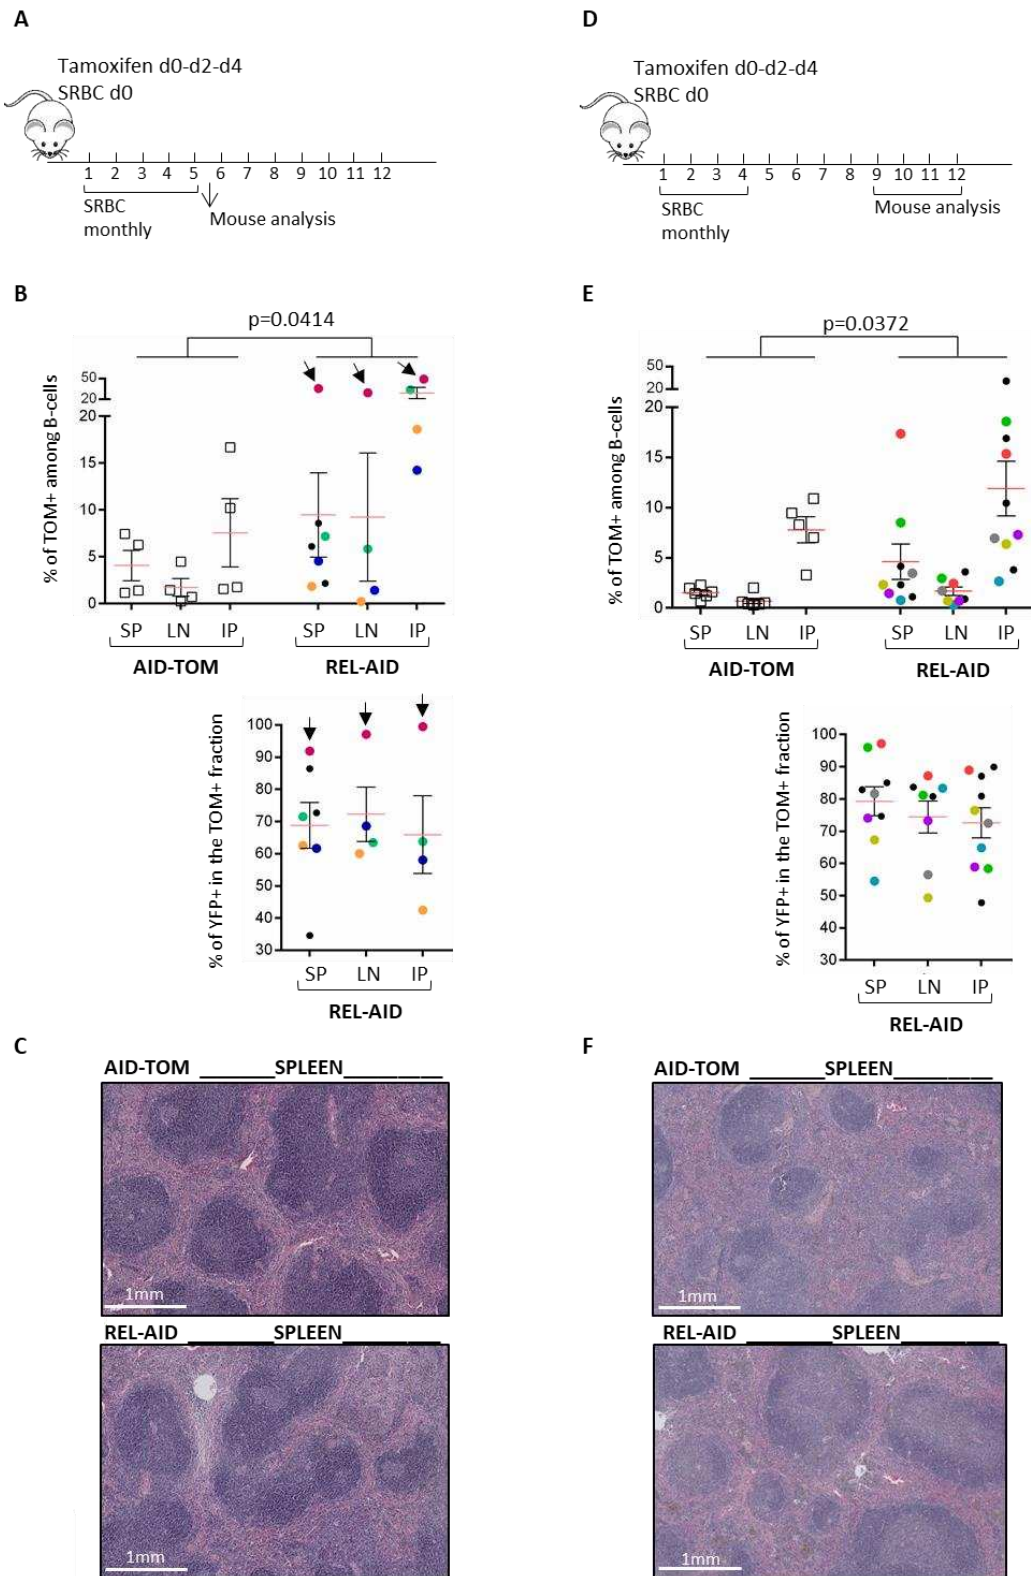 A
Tamoxifen d0-d2-d4
SRBC d0
1 2 3 4 5 6 7 8 9 10 11 12
SRBC
monthly
Mouse analysis
D
Tamoxifen d0-d2-d4
SRBC d0
1 2 3 4 5 6 7 8 9 10 11 12
SRBC
monthly
Mouse analysis
B
p=0.0414
% of TOM+ among B-cells
50
20
20
15
10
5
0
SP LN IP SP LN IP
AID-TOM REL-AID
% of YFP+ in the TOM+ fraction
100
90
80
70
60
50
40
30
SP LN IP
REL-AID
E
p=0.0372
% of TOM+ among B-cells
50
20
20
15
10
5
0
SP LN IP SP LN IP
AID-TOM REL-AID
% of YFP+ in the TOM+ fraction
100
90
80
70
60
50
40
30
SP LN IP
REL-AID
C
AID-TOM SPLEEN
1mm
REL-AID SPLEEN
1mm
F
AID-TOM SPLEEN
1mm
REL-AID SPLEEN
1mm